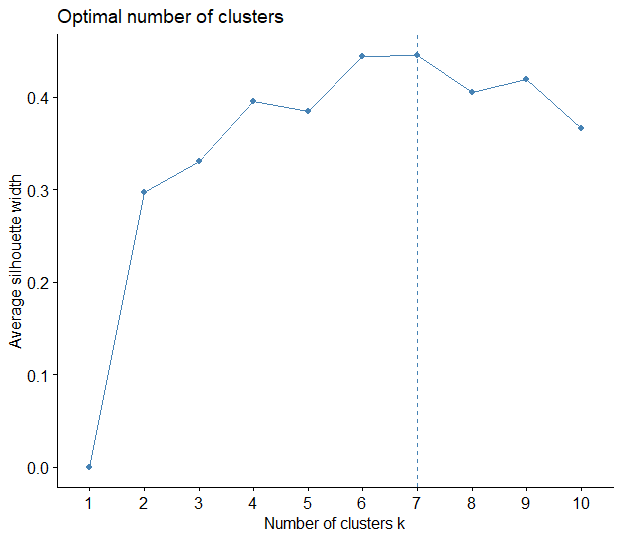 Optimal number of clusters
Average silhouette width
0.4
0.3
0.2
0.1
0.0
1 2 3 4 5 6 7 8 9 10
Number of clusters k